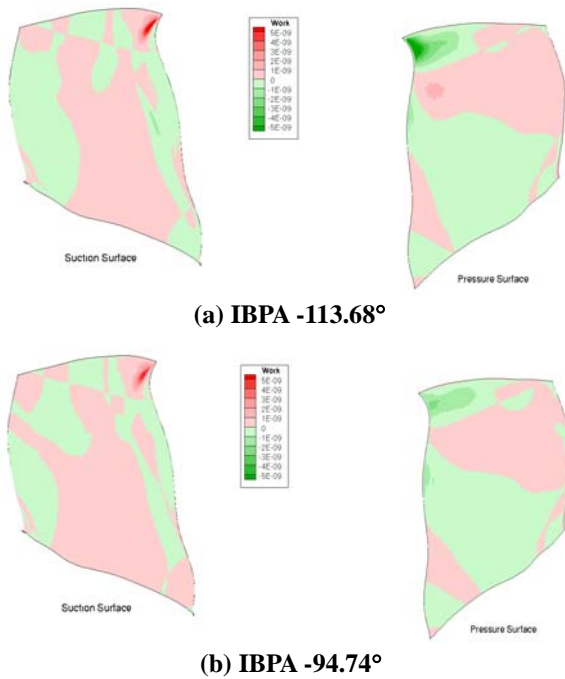 Work
5E-09
4E-09
3E-09
2E-09
1E-09
0
-1E-09
-2E-09
-3E-09
-4E-09
-5E-09
Suction Surface
Pressure Surface
(a) IBPA -113.68°
Work
5E-09
4E-09
3E-09
2E-09
1E-09
0
-1E-09
-2E-09
-3E-09
-4E-09
-5E-09
Suction Surface
Pressure Surface
(b) IBPA -94.74°